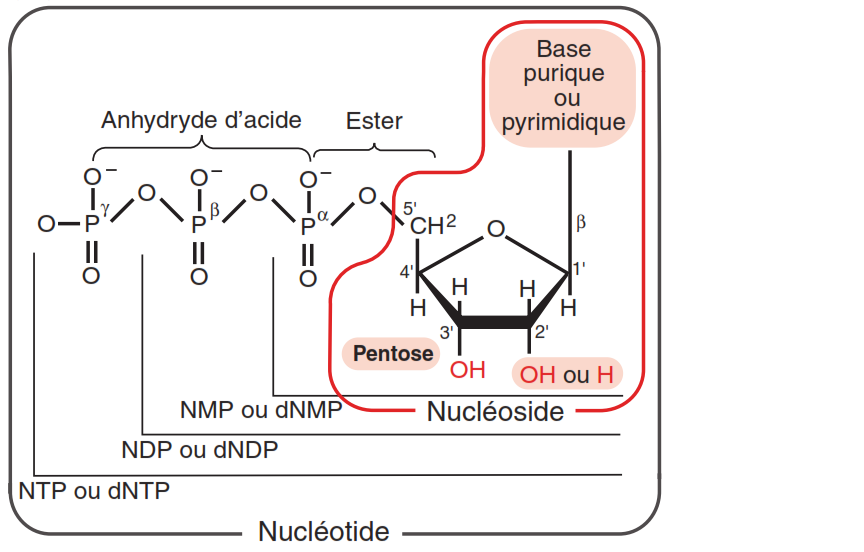 Base
purique
ou
pyrimidique
Anhydryde d'acide
Ester
O⁻ O⁻ O⁻
O O O
γ β α
5'
O P P P
CH2
O
β
O O O
4'
1'
H H H H
3'
2'
Pentose
OH
OH ou H
NMP ou dNMP
Nucléoside
NDP ou dNDP
NTP ou dNTP
Nucléotide